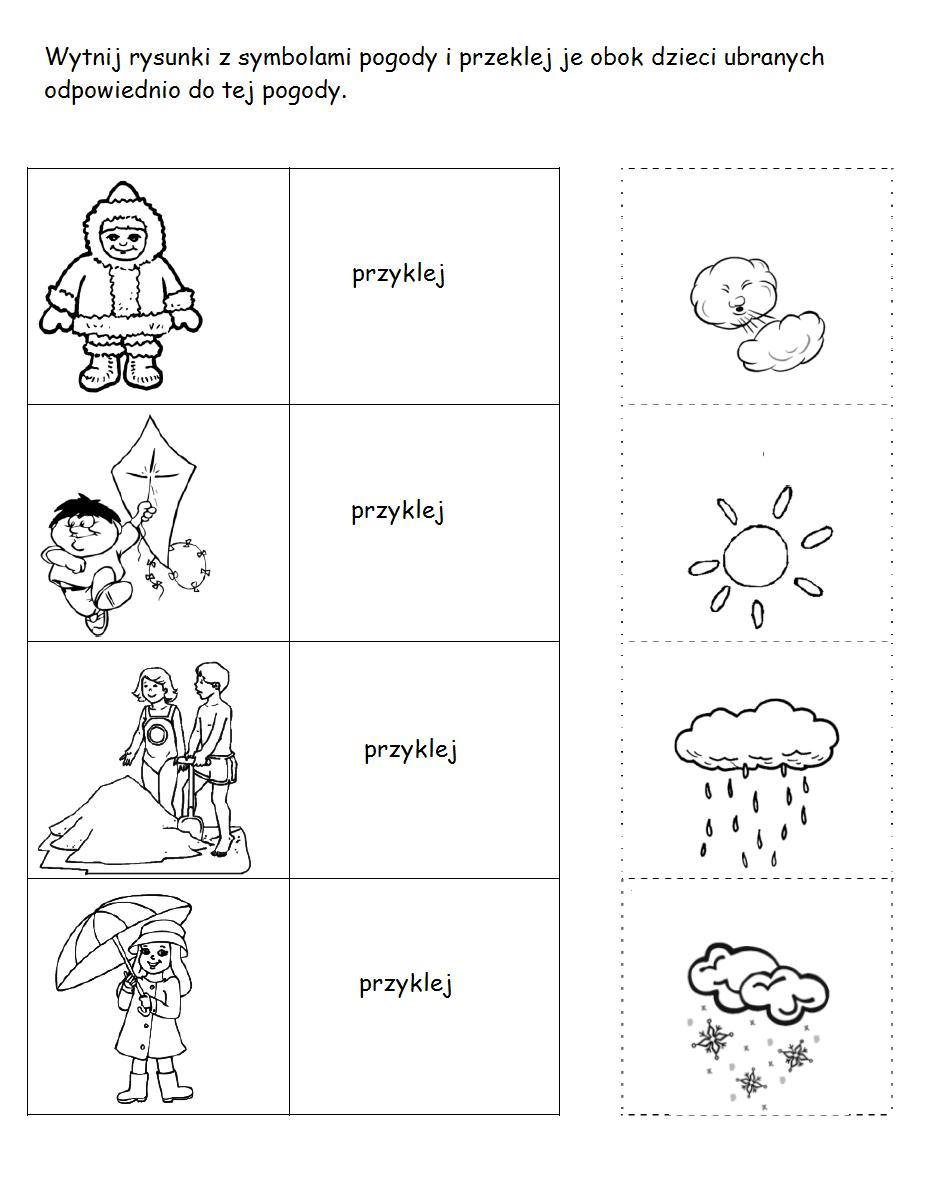 Wytnij rysunki z symbolami pogody i przeklej je obok dzieci ubranych
odpowiednio do tej pogody.
przyklej
przyklej
przyklej
przyklej